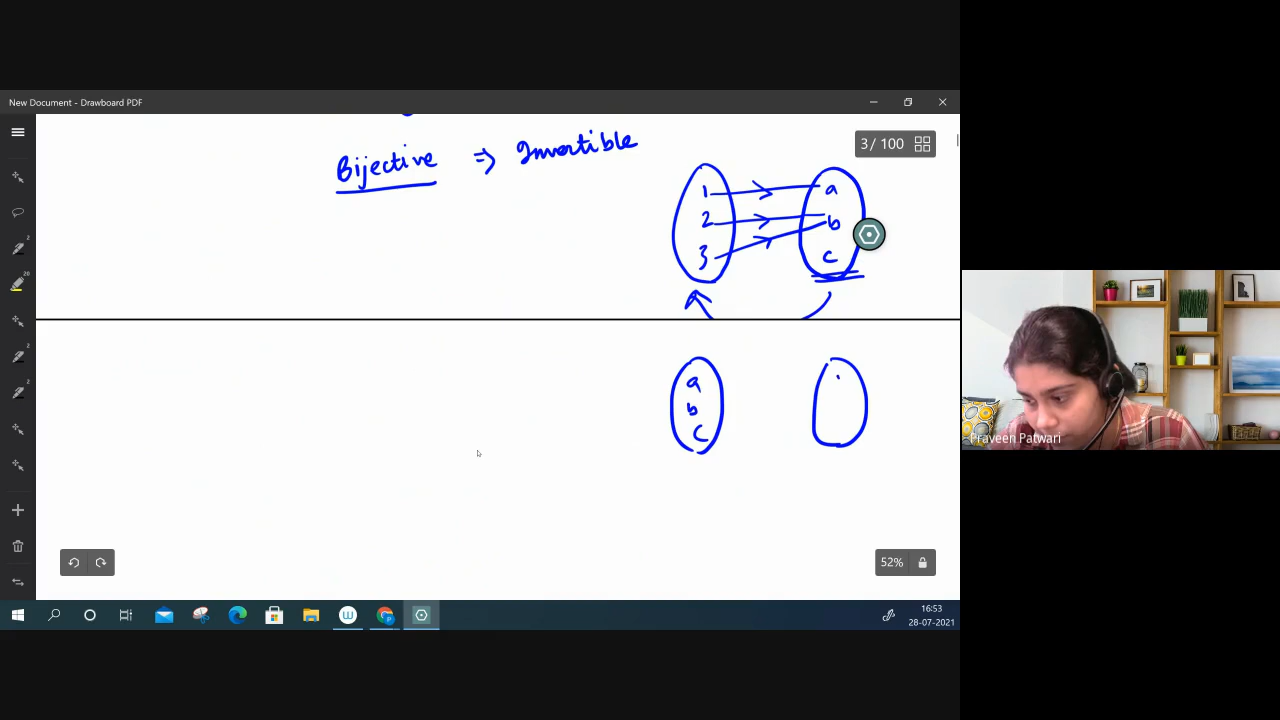 New Document - Drawboard PDF
3 / 100
Bijective ⇒ Invertible
1 a
2 b
3 c
a
b
c
Praveen Patwari
52%
16:53
28-07-2021